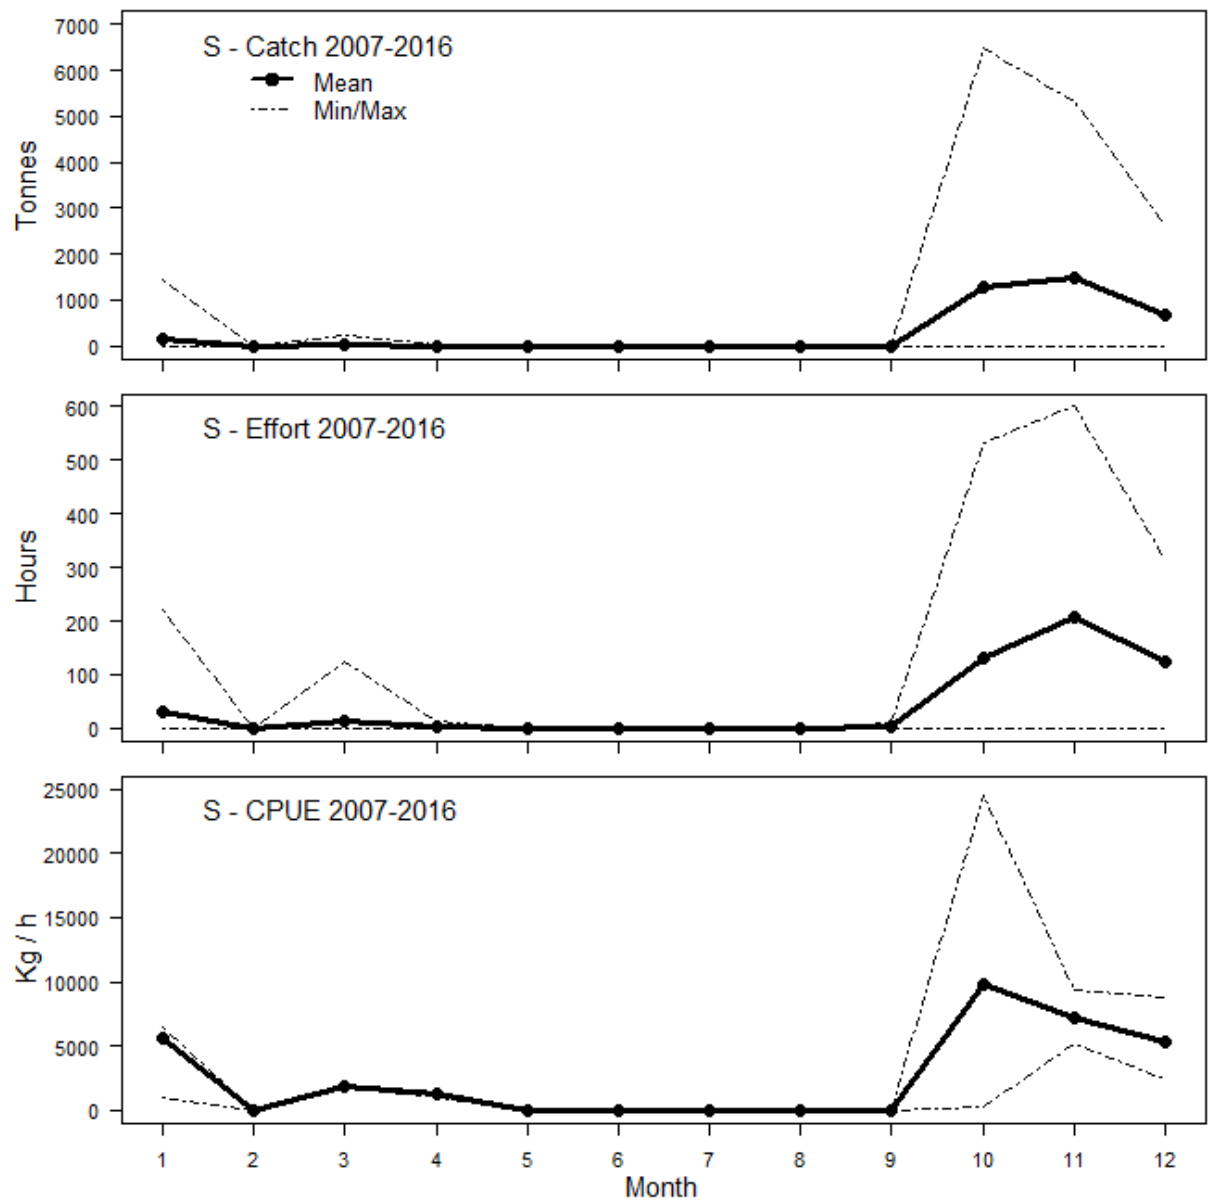 S - Catch 2007-2016
Mean
Min/Max
Tonnes
7000
6000
5000
4000
3000
2000
1000
0
S - Effort 2007-2016
Hours
600
500
400
300
200
100
0
S - CPUE 2007-2016
Kg / h
25000
20000
15000
10000
5000
0
1 2 3 4 5 6 7 8 9 10 11 12
Month